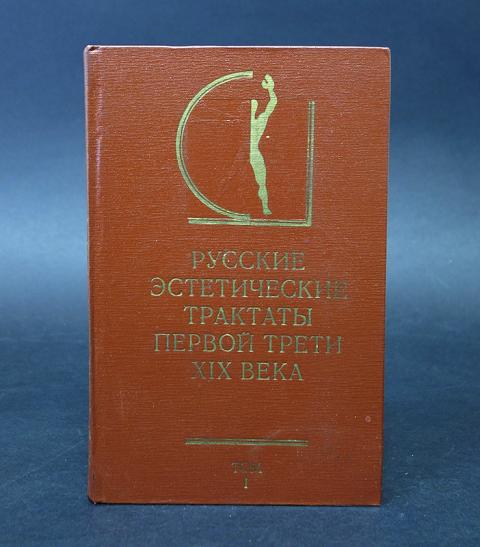 РУССКИЕ
ЭСТЕТИЧЕСКИЕ
ТРАКТАТЫ
ПЕРВОЙ ТРЕТИ
XIX ВЕКА
ТОМ
I